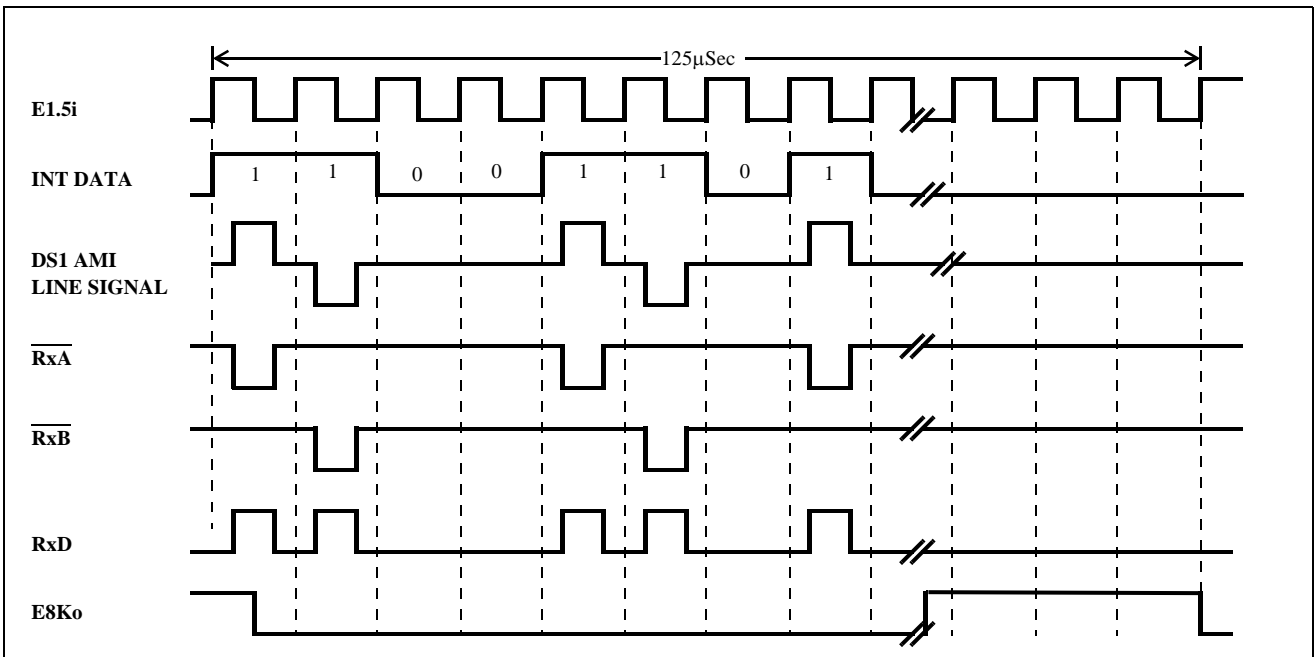 125μSec
E1.5i
INT DATA 1 1 0 0 1 1 0 1
DS1 AMI
LINE SIGNAL
RxA
RxB
RxD
E8Ko